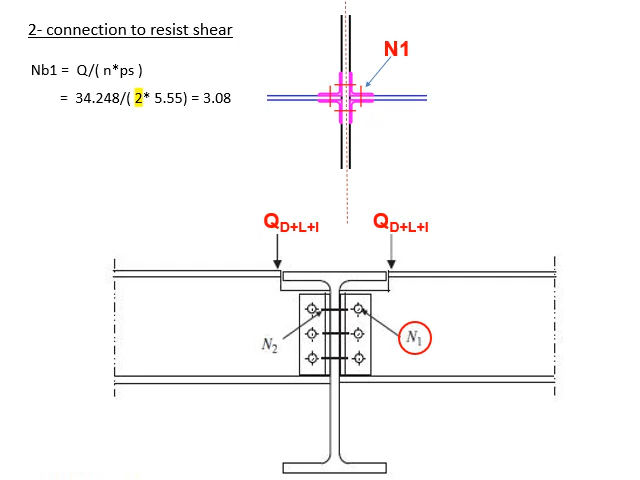 2- connection to resist shear
N1
Nb1 = Q/( n*ps )
= 34.248/( 2* 5.55) = 3.08
QD+L+I QD+L+I
N2 N1